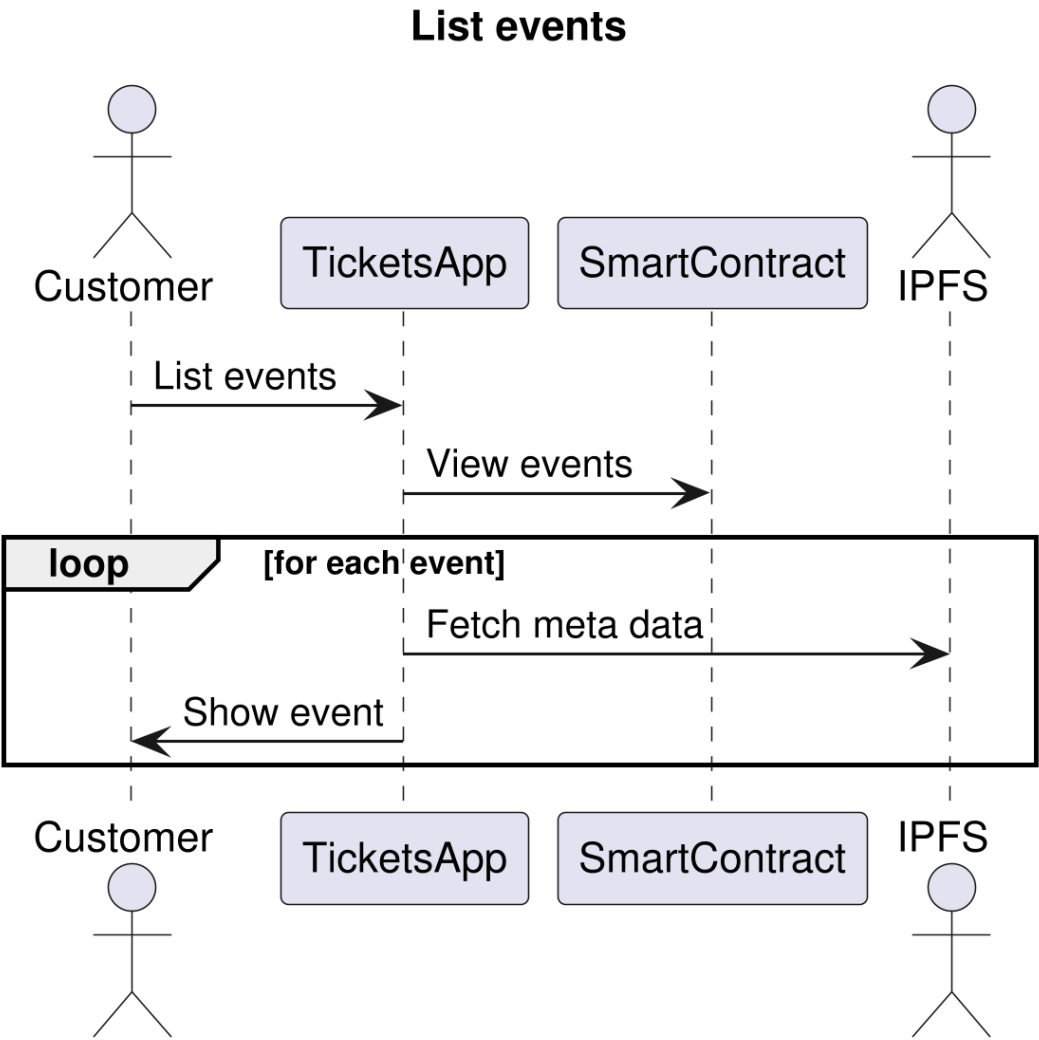 List events
Customer
TicketsApp
SmartContract
IPFS
List events
View events
loop
[for each event]
Fetch meta data
Show event
Customer
TicketsApp
SmartContract
IPFS